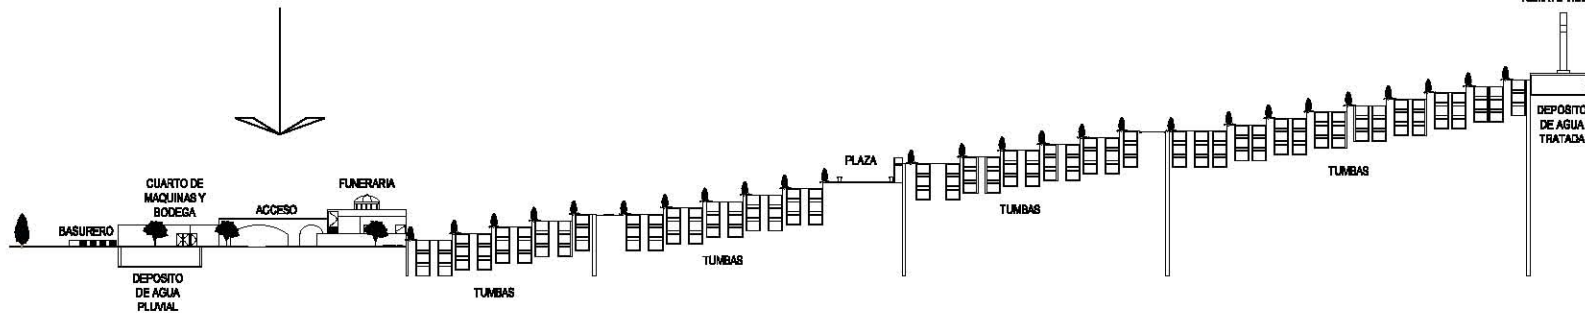 CUARTO DE
MAQUINAS Y
BODEGA
BASURERO
ACCESO
FUNERARIA
DEPOSITO
DE AGUA
PLUVIAL
TUMBAS
TUMBAS
PLAZA
TUMBAS
TUMBAS
DEPOSITO
DE AGUA
TRATADA